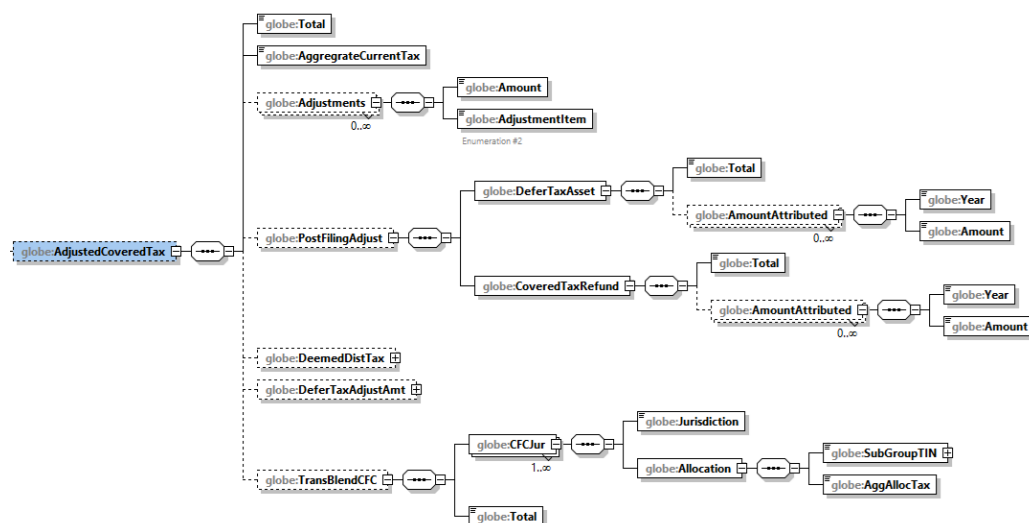 globe:Total
globe:AggregrateCurrentTax
globe:Adjustments
0..∞
globe:Amount
globe:AdjustmentItem
Enumeration #2
globe:AdjustedCoveredTax
globe:PostFilingAdjust
globe:DeferTaxAsset
globe:Total
globe:AmountAttributed
0..∞
globe:Year
globe:Amount
globe:CoveredTaxRefund
globe:Total
globe:AmountAttributed
0..∞
globe:Year
globe:Amount
globe:DeemedDistTax
globe:DeferTaxAdjustAmt
globe:TransBlendCFC
globe:CFCJur
1..∞
globe:Jurisdiction
globe:Allocation
globe:SubGroupTIN
globe:AggAllocTax
globe:Total